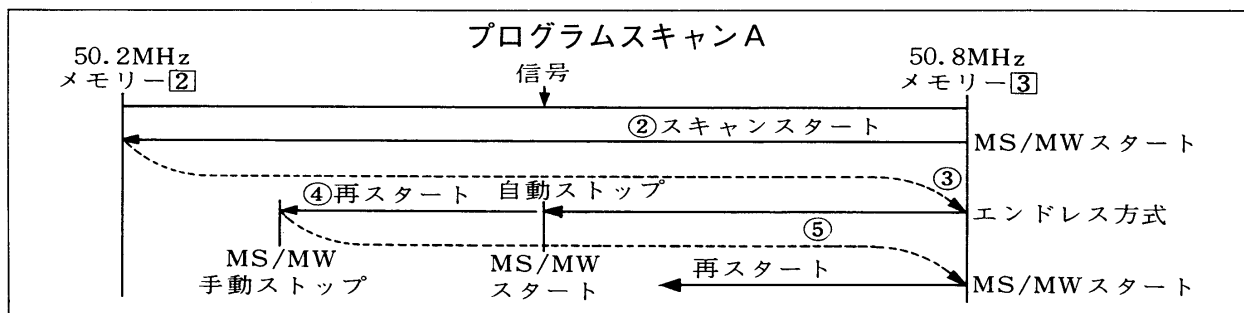 プログラムスキャンA
50.2MHz
メモリー2
信号
50.8MHz
メモリー3
②スキャンスタート
MS/MWスタート
③
④再スタート
自動ストップ
エンドレス方式
⑤
MS/MW
手動ストップ
MS/MW
スタート
再スタート
MS/MWスタート